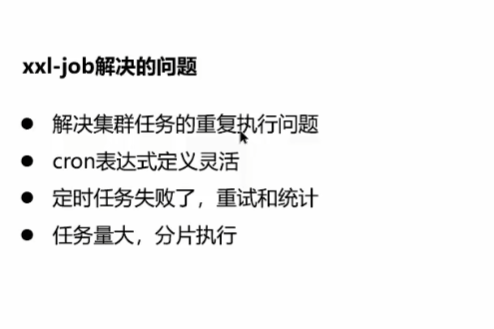 xxl-job解决的问题
● 解决集群任务的重复执行问题
● cron表达式定义灵活
● 定时任务失败了，重试和统计
● 任务量大，分片执行